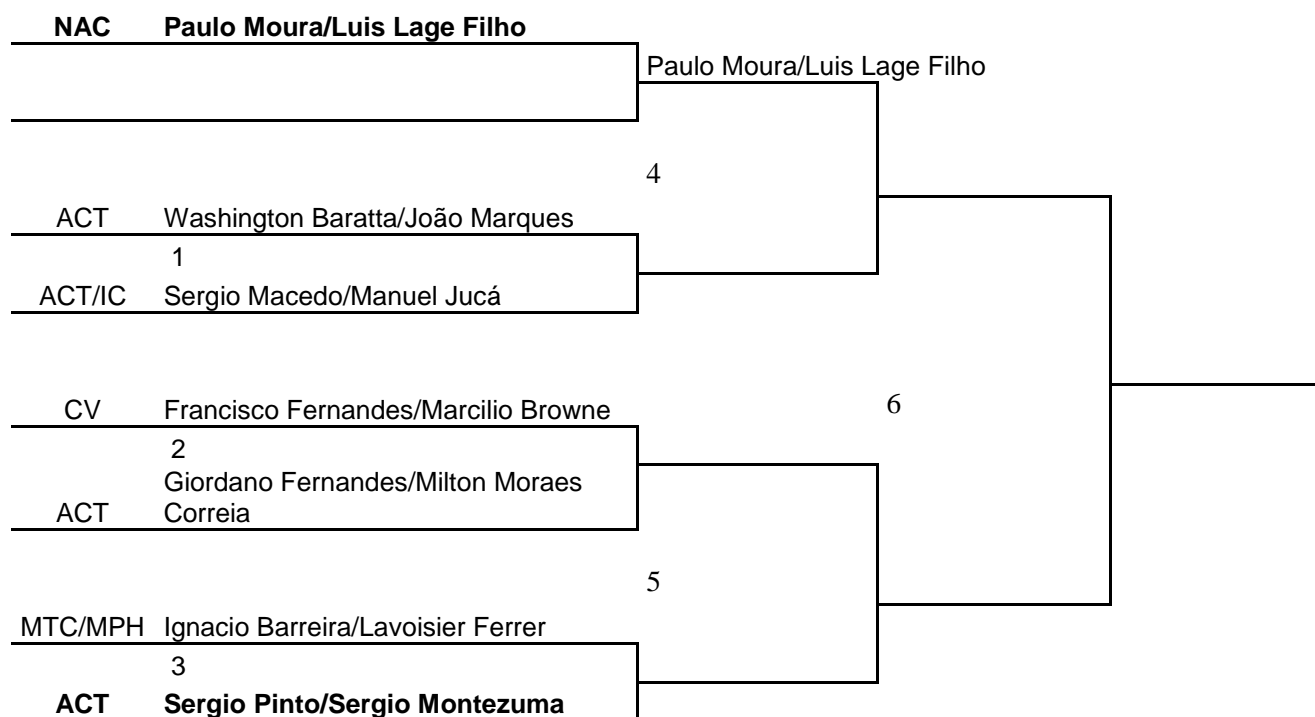 NAC Paulo Moura/Luis Lage Filho
Paulo Moura/Luis Lage Filho
4
ACT Washington Baratta/João Marques
1
ACT/IC Sergio Macedo/Manuel Jucá
CV Francisco Fernandes/Marcilio Browne
6
2
Giordano Fernandes/Milton Moraes
ACT Correia
5
MTC/MPH Ignacio Barreira/Lavoisier Ferrer
3
ACT Sergio Pinto/Sergio Montezuma